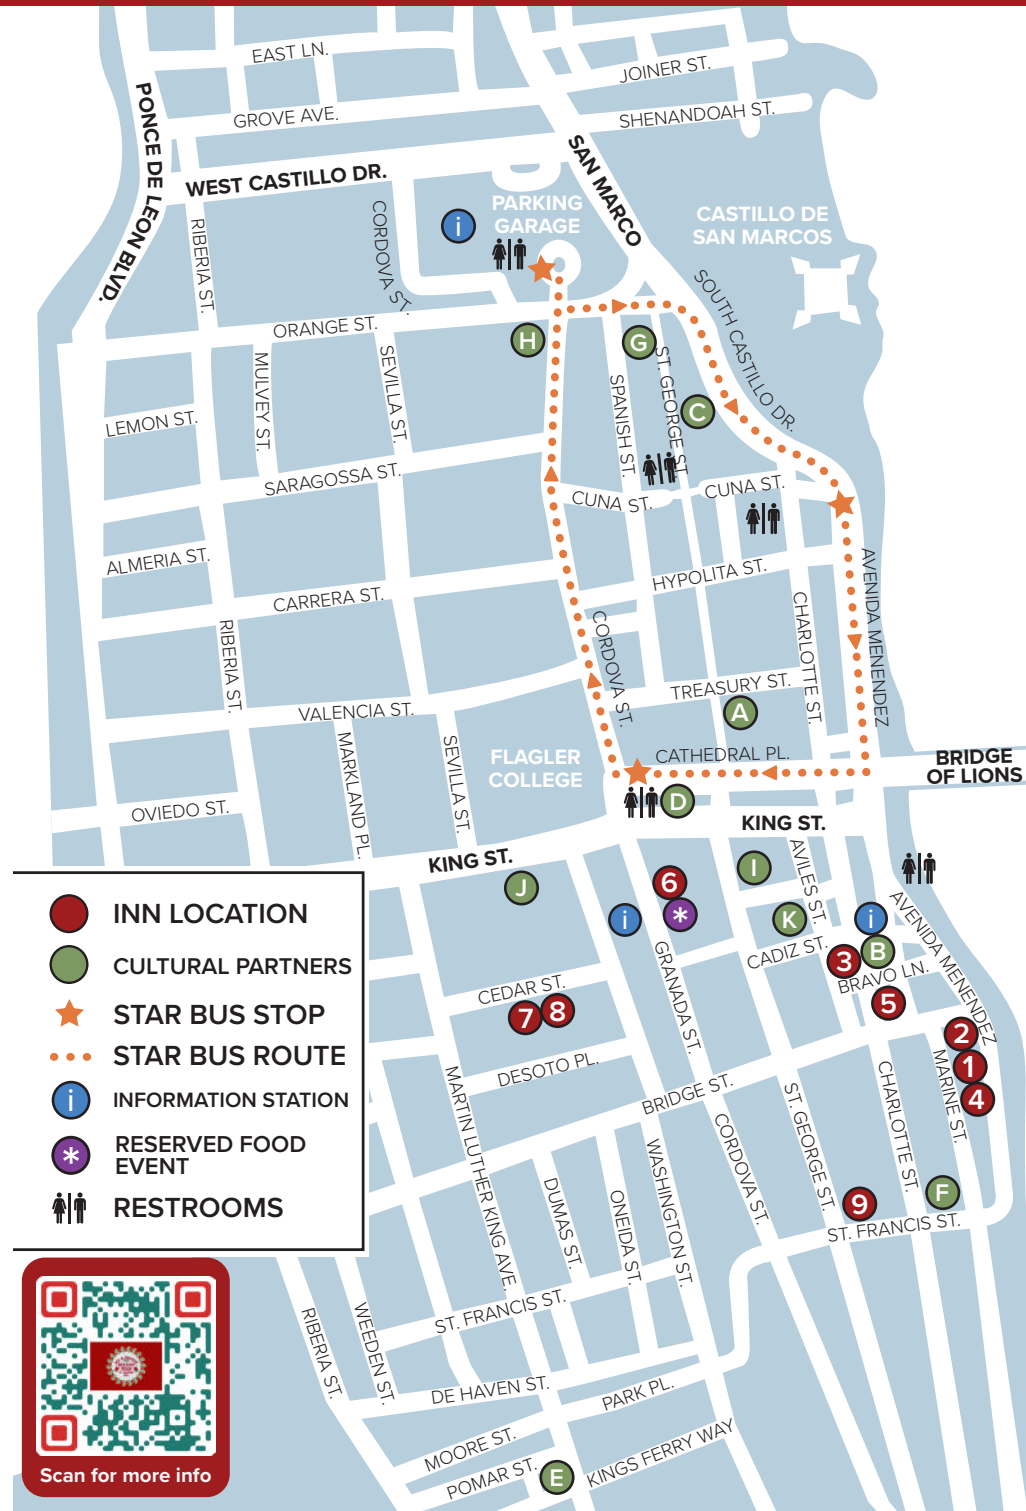 EAST LN.
JOINER ST.
GROVE AVE.
SHENANDOAH ST.
PONCE DE LEON BLVD.
WEST CASTILLO DR.
SAN MARCO
PARKING
GARAGE
CASTILLO DE
SAN MARCOS
i
RIBERIA ST.
CORDOVA ST.
SOUTH CASTILLO DR.
ORANGE ST.
H
G
MULVEY ST.
SEVILLA ST.
SPANISH ST.
ST. GEORGE ST.
C
LEMON ST.
SARAGOSSA ST.
CUNA ST.
CUNA ST.
ALMERIA ST.
HYPOLITA ST.
AVENIDA MENENDEZ
CARRERA ST.
CHARLOTTE ST.
RIBERIA ST.
CORDOVA ST.
TREASURY ST.
A
VALENCIA ST.
MARKLAND PL.
SEVILLA ST.
FLAGLER
COLLEGE
CATHEDRAL PL.
BRIDGE
OF LIONS
OVIEDO ST.
D
KING ST.
KING ST.
J
6
*
i
I
AVILES ST.
K
i
B
3
AVENIDA MENENDEZ
GRANADA ST.
CADIZ ST.
BRAVO LN.
5
CEDAR ST.
7
8
2
1
4
DESOTO PL.
MARINE ST.
BRIDGE ST.
MARTIN LUTHER KING AVE.
CHARLOTTE ST.
ST. GEORGE ST.
CORDOVA ST.
WASHINGTON ST.
DUMAS ST.
ONEIDA ST.
9
F
ST. FRANCIS ST.
ST. FRANCIS ST.
RIBERIA ST.
WEEDEN ST.
DE HAVEN ST.
PARK PL.
MOORE ST.
POMAR ST.
E
KINGS FERRY WAY
INN LOCATION
CULTURAL PARTNERS
STAR BUS STOP
STAR BUS ROUTE
i
INFORMATION STATION
*
RESERVED FOOD
EVENT
RESTROOMS
Scan for more info